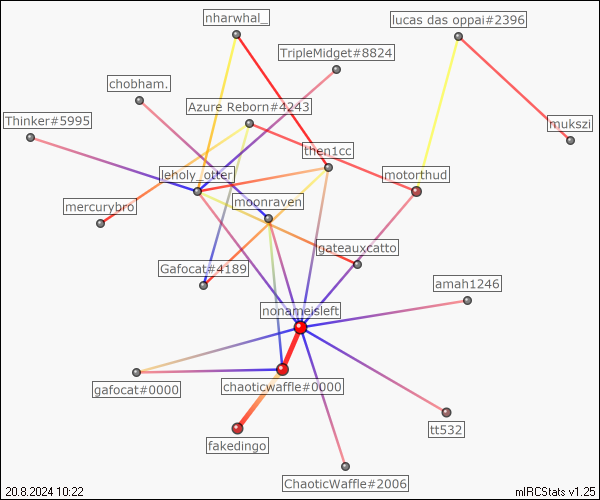 nharwhal_
lucas das oppai#2396
TripleMidget#8824
chobham.
Azure Reborn#4243
Thinker#5995
mukszi
then1cc
leholy_otter
motorthud
moonraven
mercurybro
gateauxcatto
Gafocat#4189
amah1246
nonameisleft
gafocat#0000
chaoticwaffle#0000
tt532
fakedingo
ChaoticWaffle#2006
20.8.2024 10:22
mIRCStats v1.25